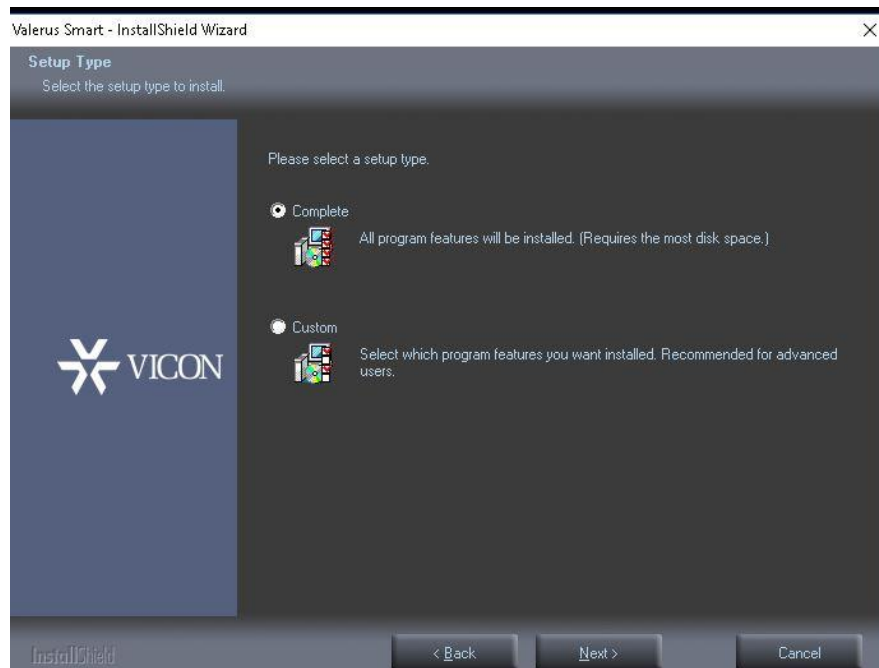 Valerus Smart - InstallShield Wizard
Setup Type
Select the setup type to install.
Please select a setup type.
Complete
All program features will be installed. (Requires the most disk space.)
Custom
Select which program features you want installed. Recommended for advanced
users.
VICON
InstallShield
< Back
Next >
Cancel